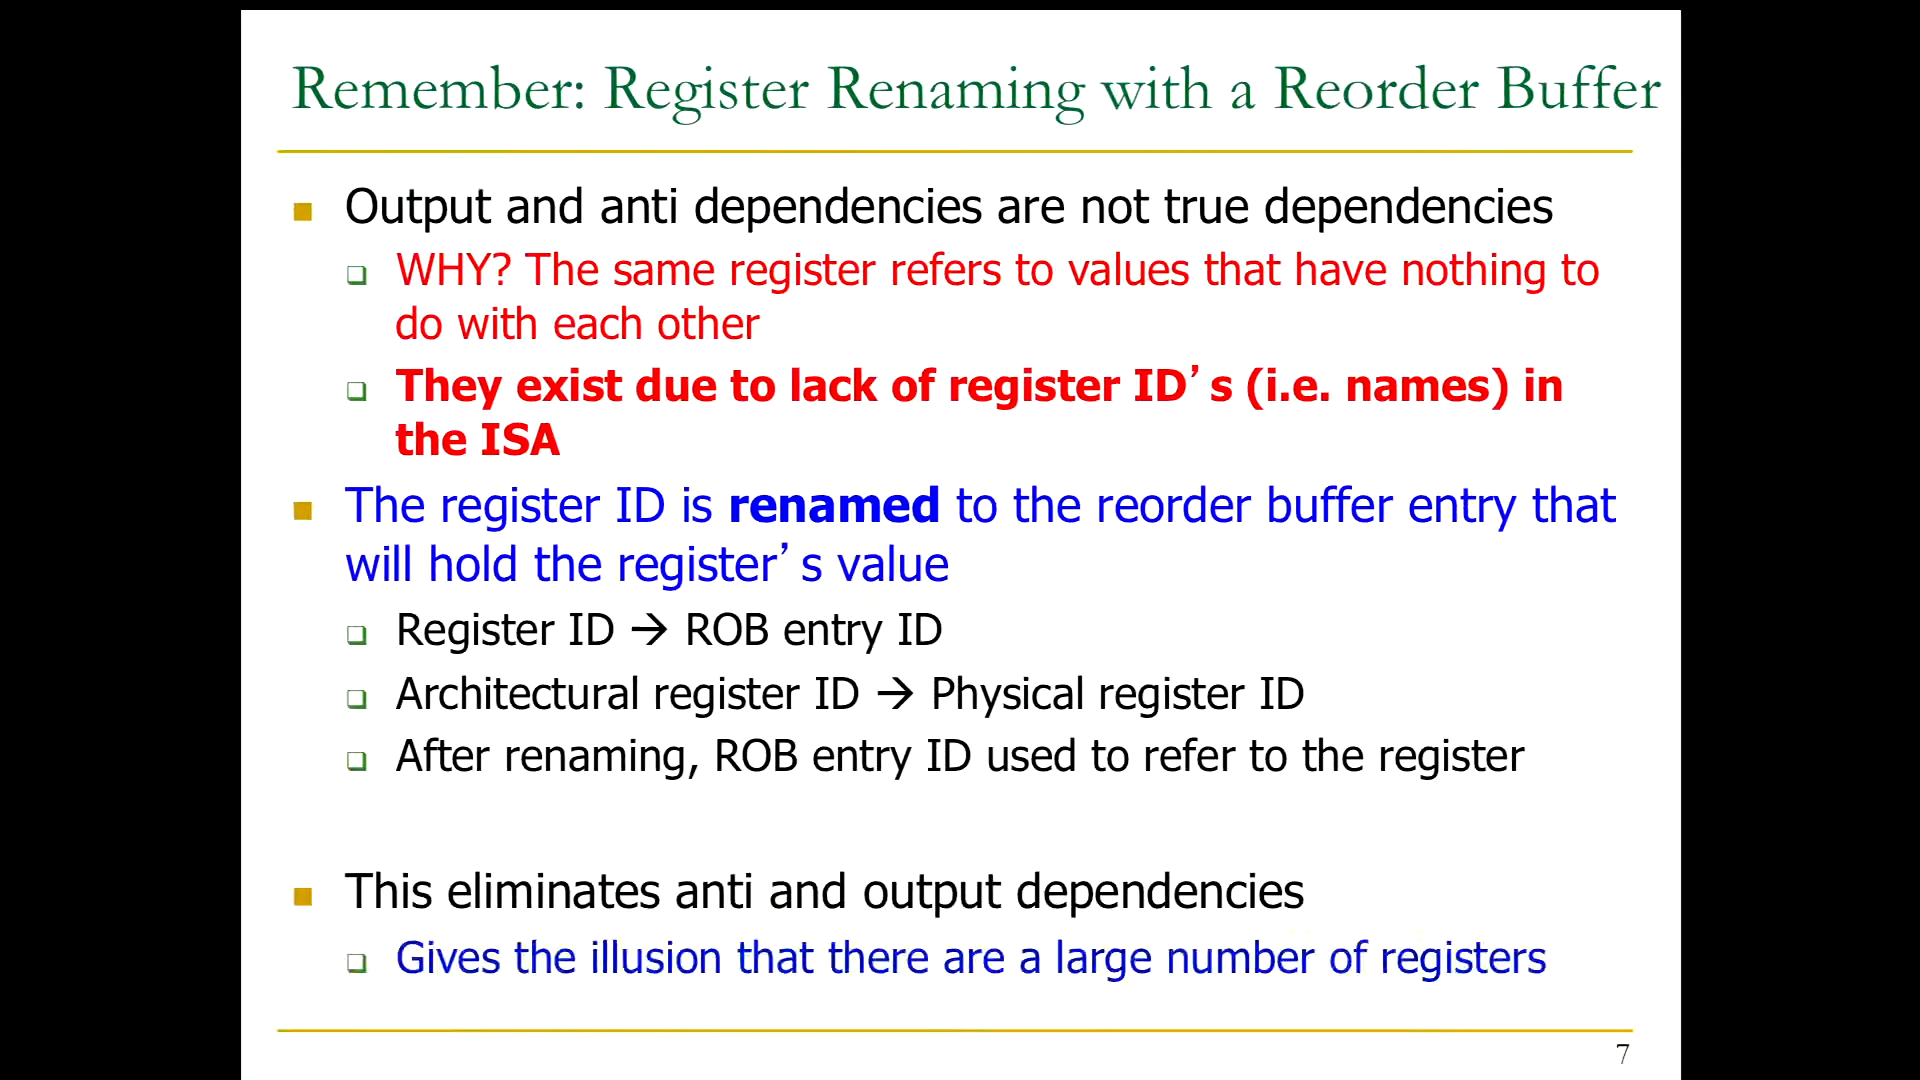 Remember: Register Renaming with a Reorder Buffer
Output and anti dependencies are not true dependencies
WHY? The same register refers to values that have nothing to
do with each other
They exist due to lack of register ID’s (i.e. names) in
the ISA
The register ID is renamed to the reorder buffer entry that
will hold the register’s value
Register ID → ROB entry ID
Architectural register ID → Physical register ID
After renaming, ROB entry ID used to refer to the register
This eliminates anti and output dependencies
Gives the illusion that there are a large number of registers
7